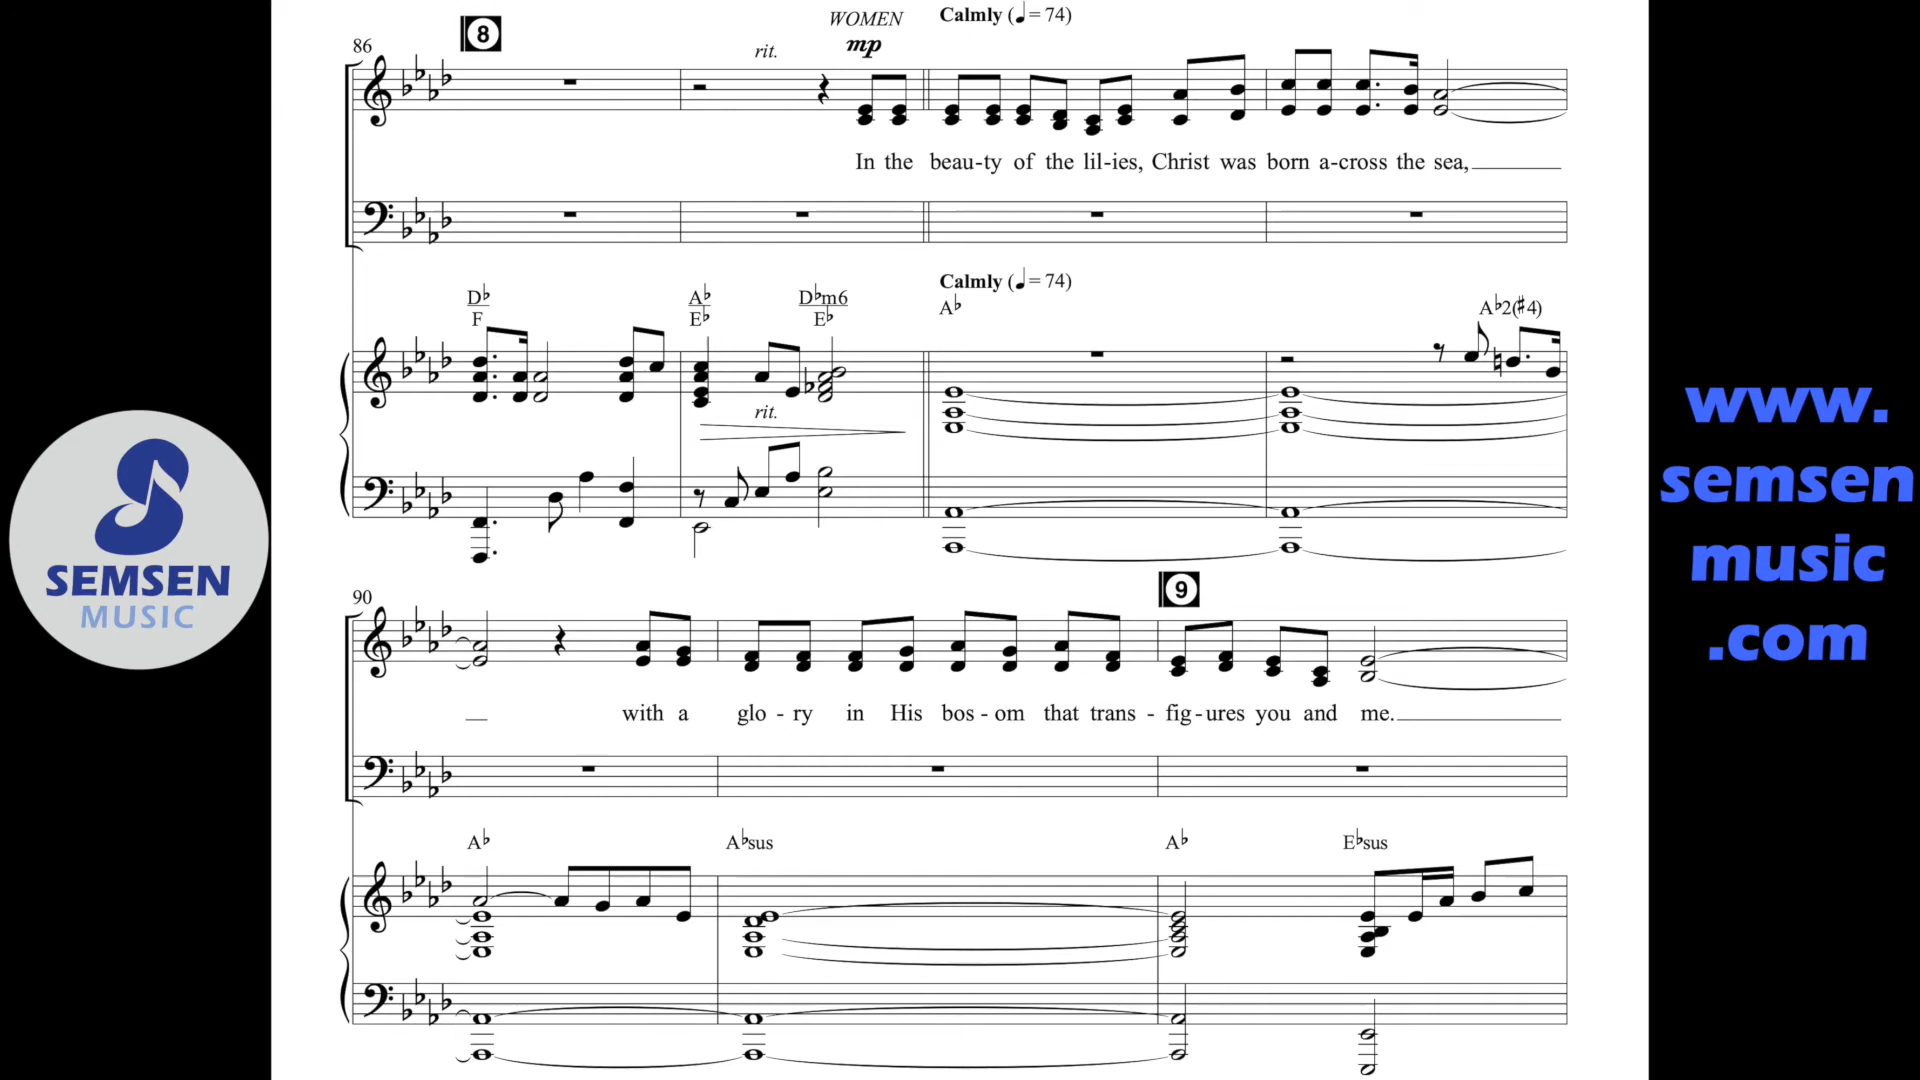 WOMEN
Calmly (♩= 74)
86
8
rit.
mp
In the beau-ty of the lil-ies, Christ was born a-cross the sea,
Calmly (♩= 74)
D♭/F A♭/E♭ D♭m6/E♭ A♭ A♭2(♯4)
rit.
www.
semsen
music
.com
SEMSEN
MUSIC
90
9
with a glo - ry in His bos - om that trans - fig - ures you and me.
A♭ A♭sus A♭ E♭sus